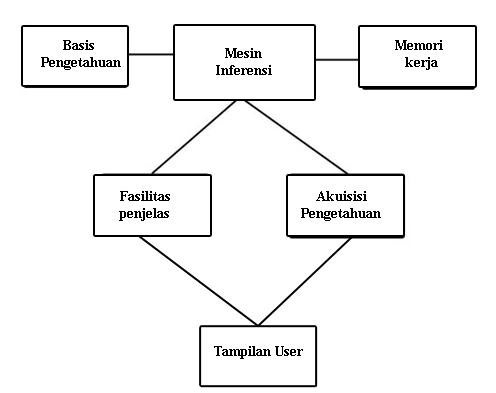 Basis
Pengetahuan
Mesin
Inferensi
Memori
kerja
Fasilitas
penjelas
Akuisisi
Pengetahuan
Tampilan User